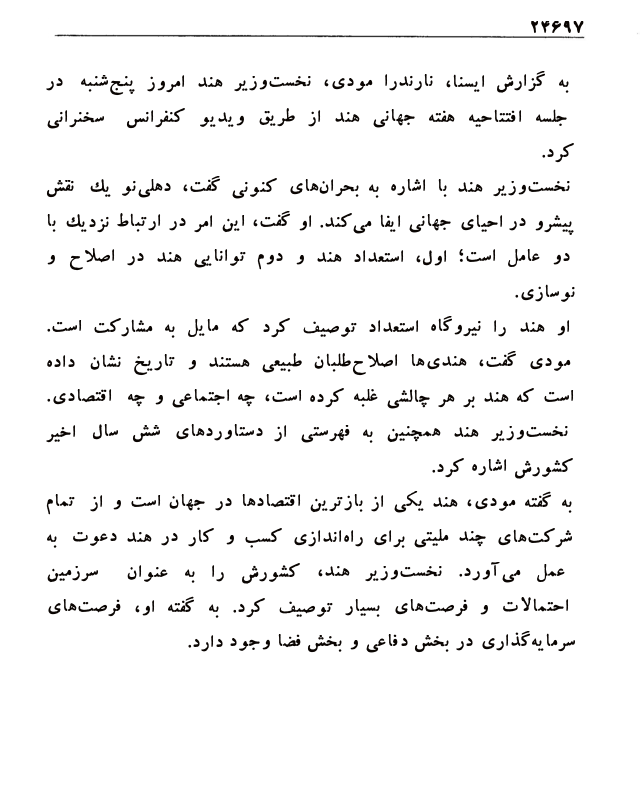 ۲۴۶۹۷
به گزارش ایسنا، نارندرا مودی، نخست‌وزیر هند امروز پنج‌شنبه در
جلسه افتتاحیه هفته جهانی هند از طریق ویدیو کنفرانس سخنرانی
کرد.
نخست‌وزیر هند با اشاره به بحران‌های کنونی گفت، دهلی‌نو یك نقش
پیشرو در احیای جهانی ایفا می‌کند. او گفت، این امر در ارتباط نزدیك با
دو عامل است؛ اول، استعداد هند و دوم توانایی هند در اصلاح و
نوسازی.
او هند را نیروگاه استعداد توصیف کرد که مایل به مشارکت است.
مودی گفت، هندی‌ها اصلاح‌طلبان طبیعی هستند و تاریخ نشان داده
است که هند بر هر چالشی غلبه کرده است، چه اجتماعی و چه اقتصادی.
نخست‌وزیر هند همچنین به فهرستی از دستاوردهای شش سال اخیر
کشورش اشاره کرد.
به گفته مودی، هند یکی از بازترین اقتصادها در جهان است و از تمام
شرکت‌های چند ملیتی برای راه‌اندازی کسب و کار در هند دعوت به
عمل می‌آورد. نخست‌وزیر هند، کشورش را به عنوان سرزمین
احتمالات و فرصت‌های بسیار توصیف کرد. به گفته او، فرصت‌های
سرمایه‌گذاری در بخش دفاعی و بخش فضا وجود دارد.